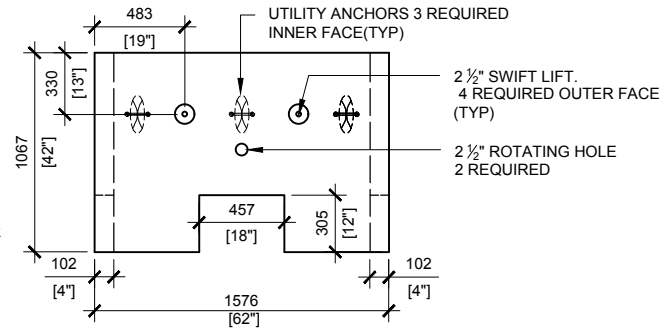 483
[19"]
UTILITY ANCHORS 3 REQUIRED
INNER FACE(TYP)
330
[13"]
2 ½" SWIFT LIFT.
4 REQUIRED OUTER FACE
(TYP)
1067
[42"]
2 ½" ROTATING HOLE
2 REQUIRED
457
[18"]
305
[12"]
102
[4"]
102
[4"]
1576
[62"]